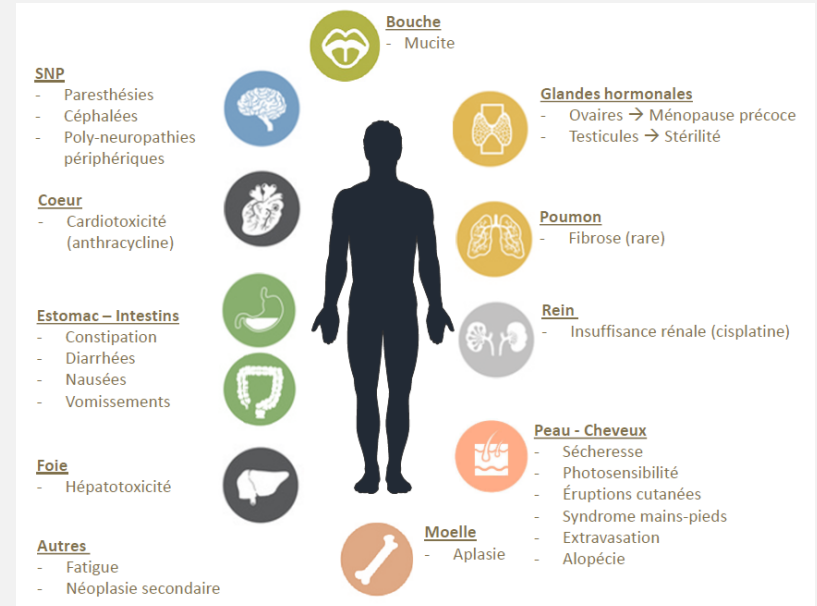 Bouche
- Mucite
SNP
- Paresthésies
- Céphalées
- Poly-neuropathies
périphériques
Coeur
- Cardiotoxicité
(anthracycline)
Estomac – Intestins
- Constipation
- Diarrhées
- Nausées
- Vomissements
Foie
- Hépatotoxicité
Autres
- Fatigue
- Néoplasie secondaire
Glandes hormonales
- Ovaires → Ménopause précoce
- Testicules → Stérilité
Poumon
- Fibrose (rare)
Rein
- Insuffisance rénale (cisplatine)
Peau - Cheveux
- Sécheresse
- Photosensibilité
- Éruptions cutanées
- Syndrome mains-pieds
- Extravasation
- Alopécie
Moelle
- Aplasie